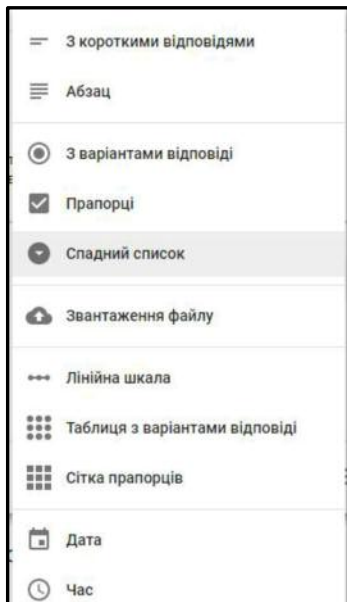 З короткими відповідями
Абзац
З варіантами відповіді
Прапорці
Спадний список
Звантаження файлу
Лінійна шкала
Таблиця з варіантами відповіді
Сітка прапорців
Дата
Час